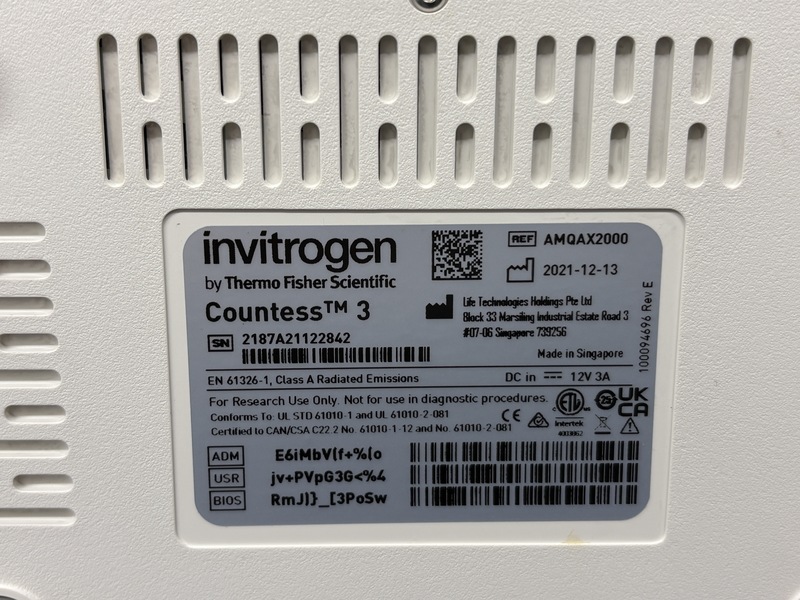 invitrogen
by Thermo Fisher Scientific
Countess™ 3
SN 2187A21122842
REF AMQAX2000
2021-12-13
Life Technologies Holdings Pte Ltd
Block 33 Marsiling Industrial Estate Road 3
#07-06 Singapore 739256
Made in Singapore
100094696 Rev E
EN 61326-1, Class A Radiated Emissions
DC in 12V 3A
For Research Use Only. Not for use in diagnostic procedures.
Conforms To: UL STD 61010-1 and UL 61010-2-081
Certified to CAN/CSA C22.2 No. 61010-1-12 and No. 61010-2-081
CE
ETL
Intertek
4003862
UK
CA
ADM E6iMbV(f+%(o
USR jv+PVpG3G<%4
BIOS RmJ)}_[3PoSw